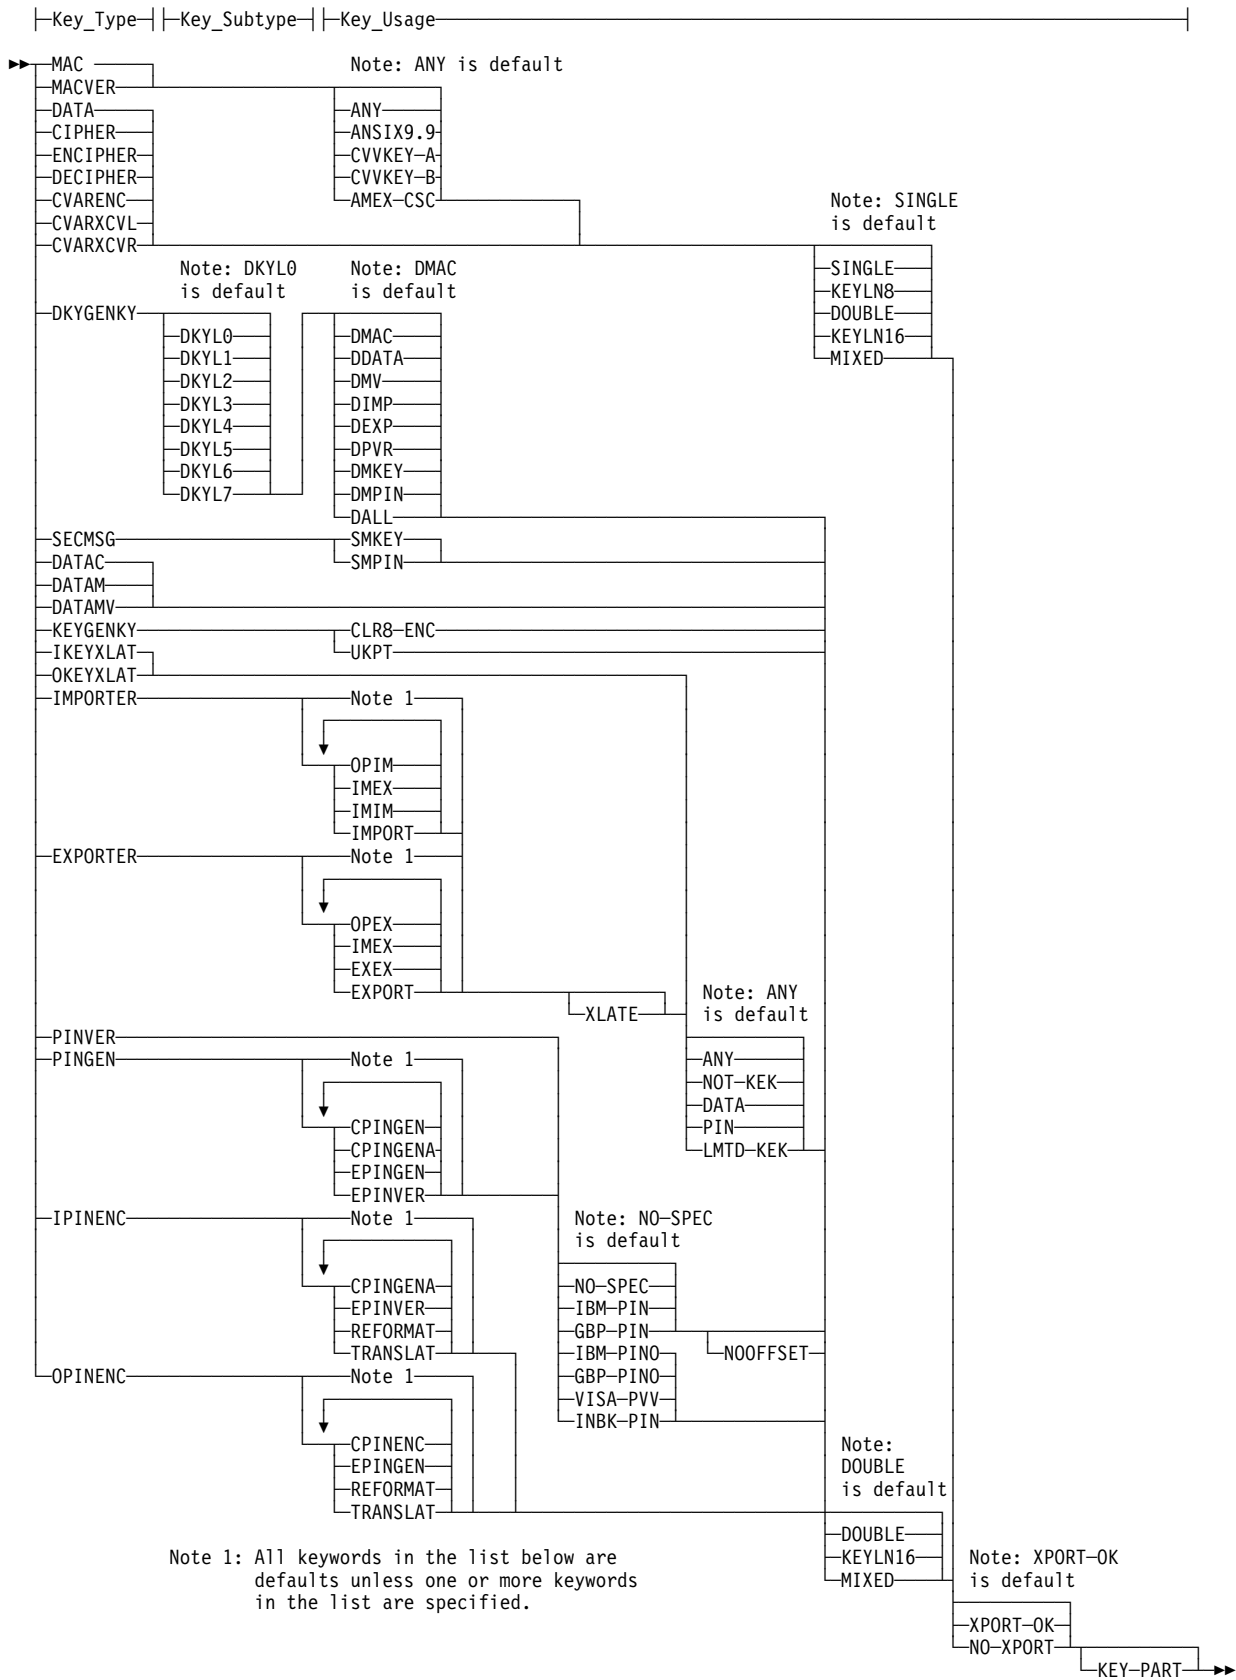 Key_Type Key_Subtype Key_Usage
MAC Note: ANY is default
MACVER
DATA ANY
CIPHER ANSIX9.9
ENCIPHER CVVKEY-A
DECIPHER CVVKEY-B
CVARENC AMEX-CSC Note: SINGLE
CVARXCVL is default
CVARXCVR
Note: DKYL0 Note: DMAC SINGLE
is default is default KEYLN8
DKYGENKY DOUBLE
DKYL0 DMAC KEYLN16
DKYL1 DDATA MIXED
DKYL2 DMV
DKYL3 DIMP
DKYL4 DEXP
DKYL5 DPVR
DKYL6 DMKEY
DKYL7 DMPIN
DALL
SECMSG SMKEY
DATAC SMPIN
DATAM
DATAMV
KEYGENKY CLR8-ENC
IKEYXLAT UKPT
OKEYXLAT
IMPORTER Note 1
OPIM
IMEX
IMIM
IMPORT
EXPORTER Note 1
OPEX
IMEX
EXEX
EXPORT Note: ANY
XLATE is default
PINVER
PINGEN Note 1 ANY
NOT-KEK
DATA
CPINGEN PIN
CPINGENA LMTD-KEK
EPINGEN
EPINVER
IPINENC Note 1 Note: NO-SPEC
is default
CPINGENA NO-SPEC
EPINVER IBM-PIN
REFORMAT GBP-PIN
TRANSLAT IBM-PINO NOOFFSET
OPINENC Note 1 GBP-PINO
VISA-PVV
INBK-PIN
CPINENC Note:
EPINGEN DOUBLE
REFORMAT is default
TRANSLAT
DOUBLE
Note 1: All keywords in the list below are KEYLN16 Note: XPORT-OK
defaults unless one or more keywords MIXED is default
in the list are specified.
XPORT-OK
NO-XPORT
KEY-PART